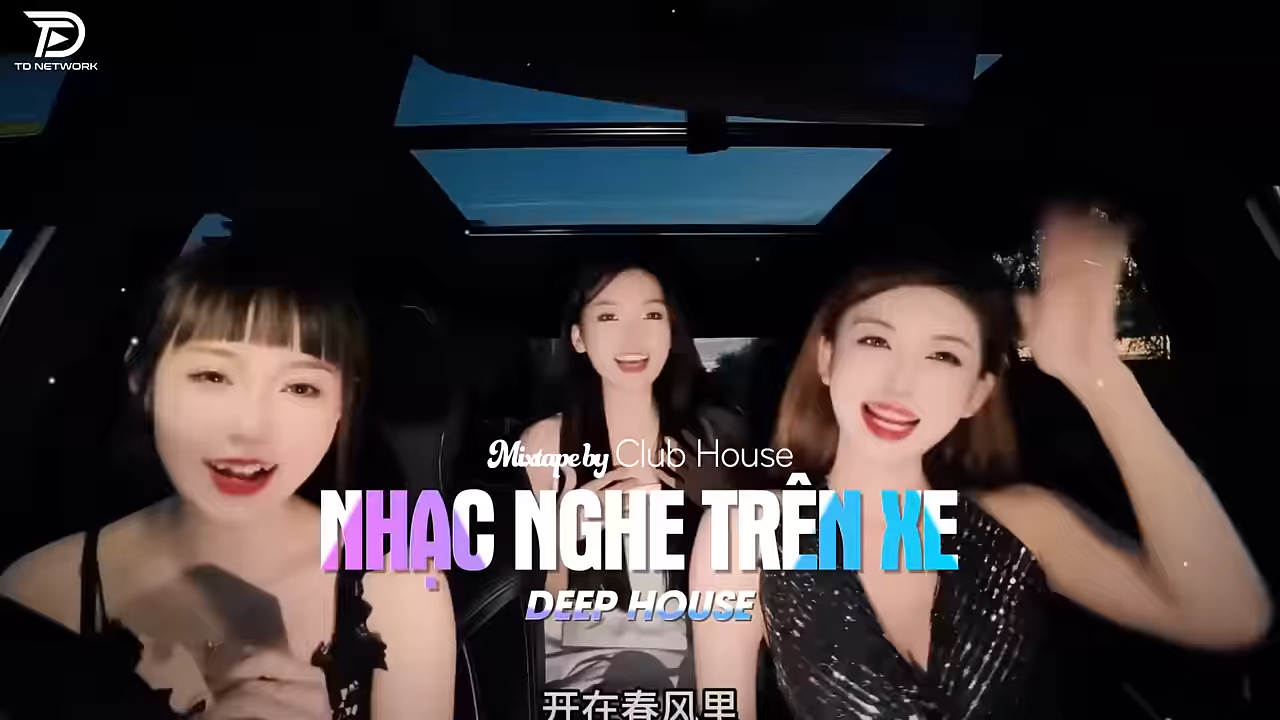 TD NETWORK
Mixtape by Club House
NHẠC NGHE TRÊN XE
DEEP HOUSE
开在春风里